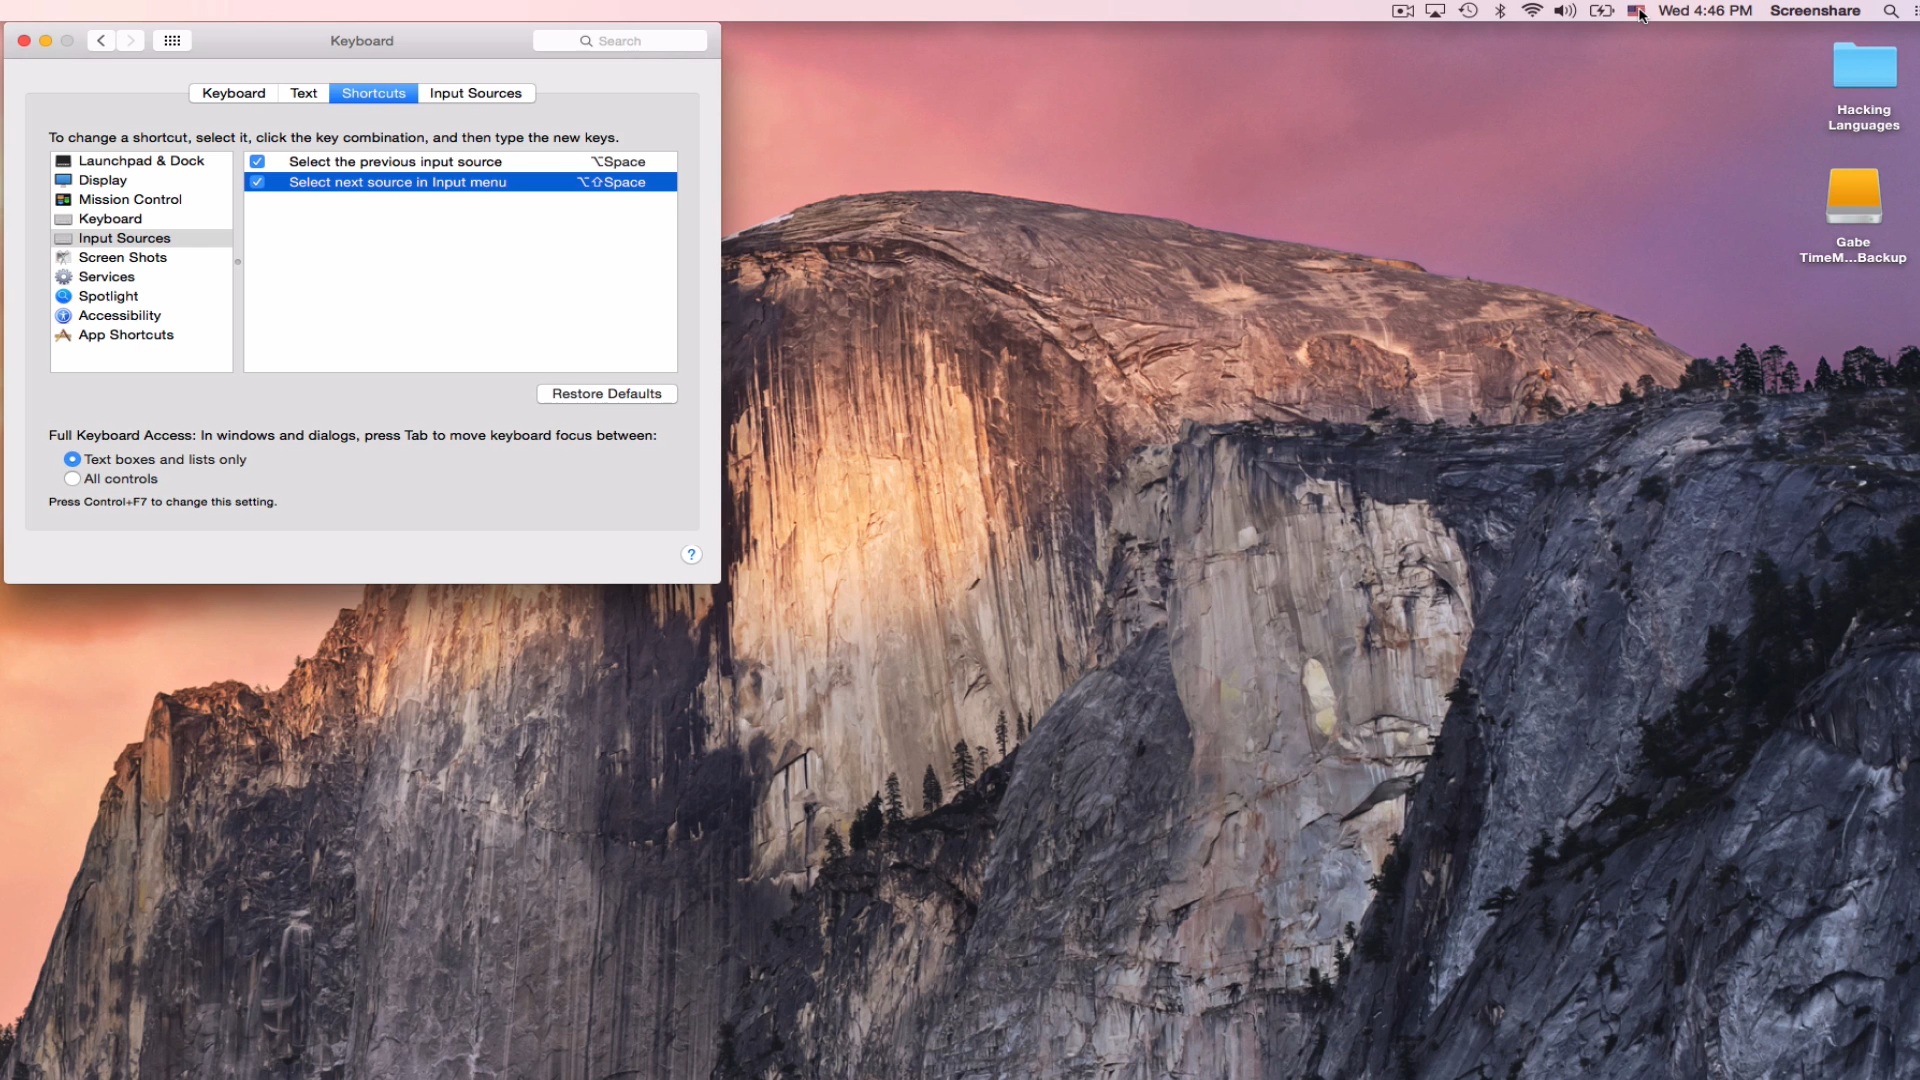 Wed 4:46 PM Screenshare
Keyboard
Search
Keyboard Text Shortcuts Input Sources
To change a shortcut, select it, click the key combination, and then type the new keys.
Launchpad & Dock
Display
Mission Control
Keyboard
Input Sources
Screen Shots
Services
Spotlight
Accessibility
App Shortcuts
Select the previous input source ⌥Space
Select next source in Input menu ⌥⇧Space
Restore Defaults
Full Keyboard Access: In windows and dialogs, press Tab to move keyboard focus between:
Text boxes and lists only
All controls
Press Control+F7 to change this setting.
?
Hacking
Languages
Gabe
TimeM...Backup